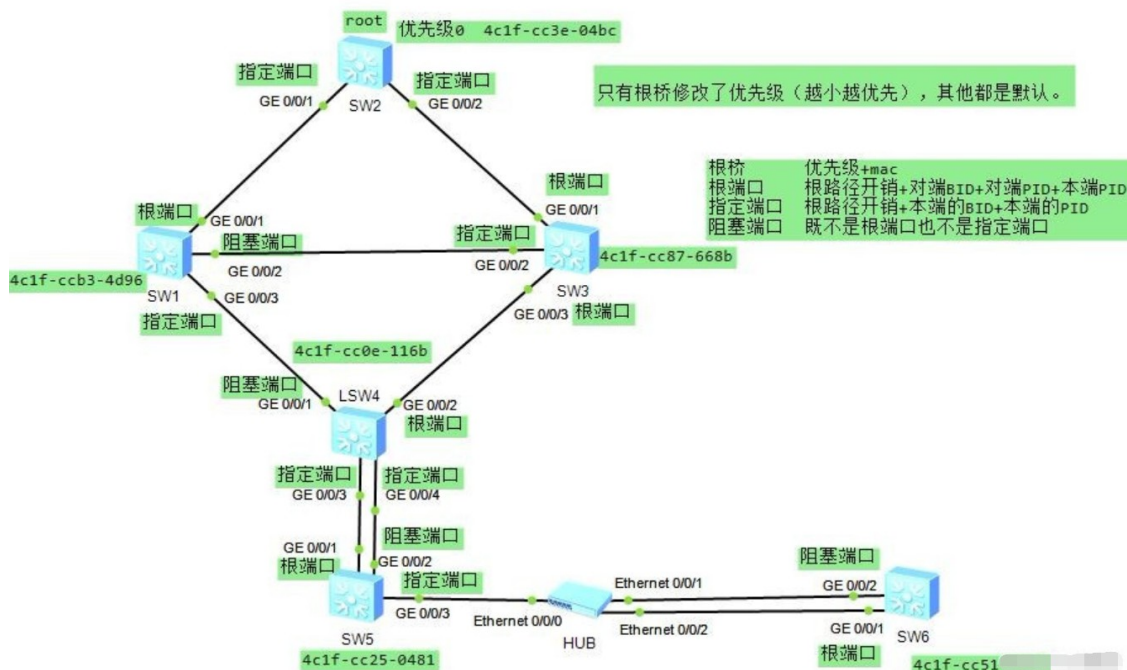 root
优先级0 4c1f-cc3e-04bc
指定端口
指定端口
GE 0/0/1
GE 0/0/2
SW2
只有根桥修改了优先级（越小越优先），其他都是默认。
根桥 优先级+mac
根端口 根路径开销+对端BID+对端PID+本端PID
指定端口 根路径开销+本端的BID+本端的PID
阻塞端口 既不是根端口也不是指定端口
根端口
GE 0/0/1
根端口
GE 0/0/1
阻塞端口
指定端口
GE 0/0/2
GE 0/0/2
4c1f-cc87-668b
4c1f-ccb3-4d96
SW1
GE 0/0/3
SW3
GE 0/0/3
根端口
指定端口
4c1f-cc0e-116b
阻塞端口
LSW4
GE 0/0/1
GE 0/0/2
根端口
指定端口
指定端口
GE 0/0/3
GE 0/0/4
阻塞端口
GE 0/0/1
GE 0/0/2
根端口
指定端口
GE 0/0/3
SW5
4c1f-cc25-0481
Ethernet 0/0/0
HUB
Ethernet 0/0/1
Ethernet 0/0/2
阻塞端口
GE 0/0/2
GE 0/0/1
SW6
根端口
4c1f-cc51